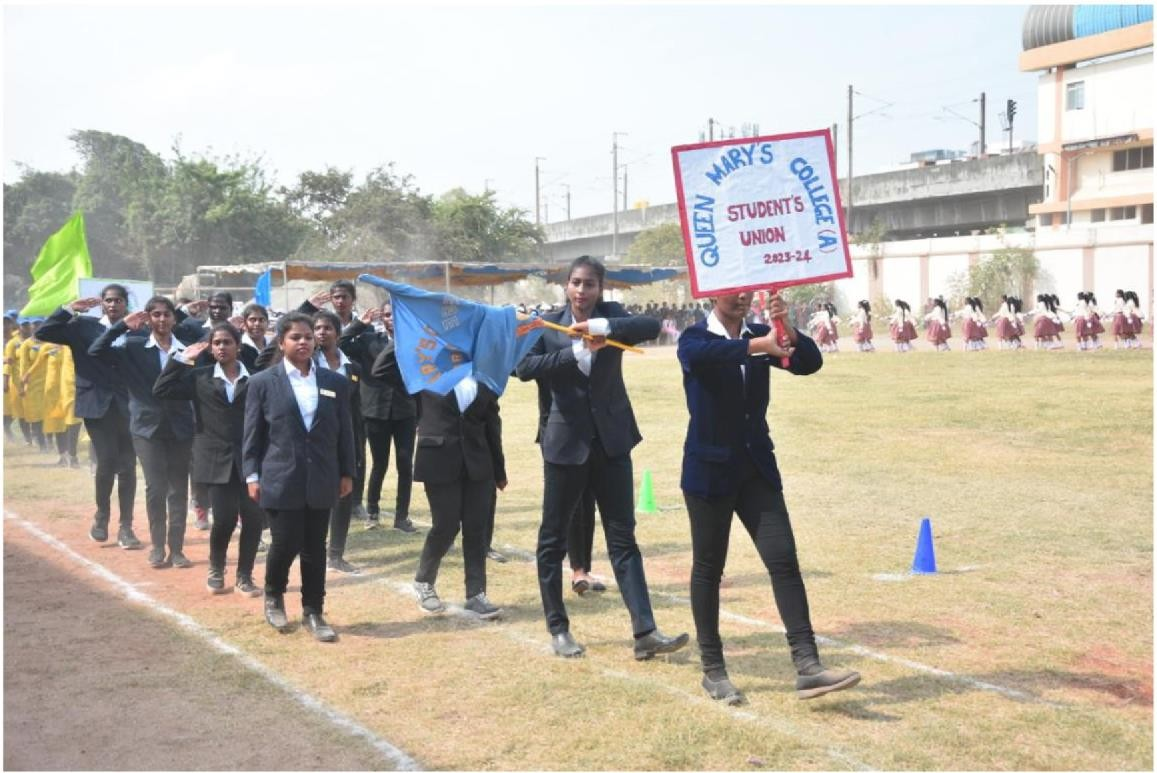 QUEEN MARY'S COLLEGE (A)
STUDENT'S
UNION
2023-24